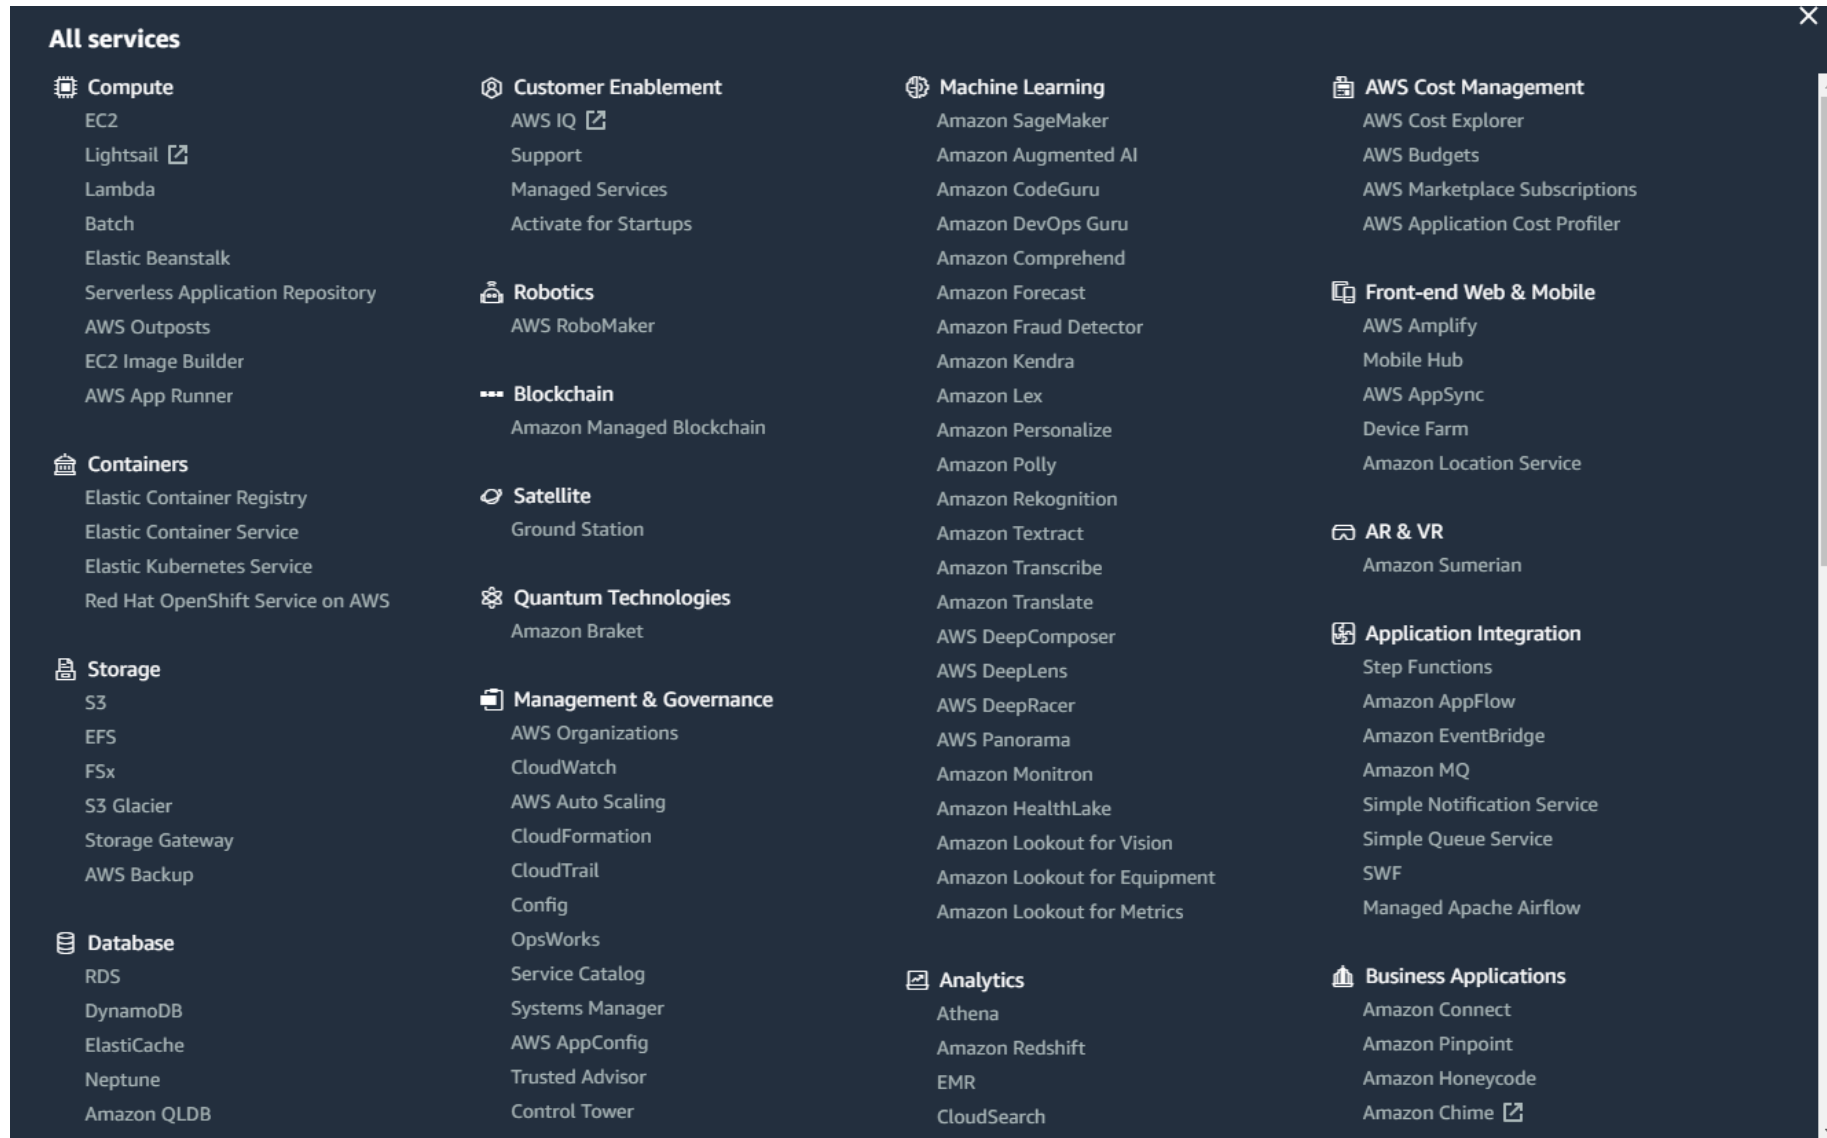 All services
Compute
EC2
Lightsail
Lambda
Batch
Elastic Beanstalk
Serverless Application Repository
AWS Outposts
EC2 Image Builder
AWS App Runner
Containers
Elastic Container Registry
Elastic Container Service
Elastic Kubernetes Service
Red Hat OpenShift Service on AWS
Storage
S3
EFS
FSx
S3 Glacier
Storage Gateway
AWS Backup
Database
RDS
DynamoDB
ElastiCache
Neptune
Amazon QLDB
Customer Enablement
AWS IQ
Support
Managed Services
Activate for Startups
Robotics
AWS RoboMaker
Blockchain
Amazon Managed Blockchain
Satellite
Ground Station
Quantum Technologies
Amazon Braket
Management & Governance
AWS Organizations
CloudWatch
AWS Auto Scaling
CloudFormation
CloudTrail
Config
OpsWorks
Service Catalog
Systems Manager
AWS AppConfig
Trusted Advisor
Control Tower
Machine Learning
Amazon SageMaker
Amazon Augmented AI
Amazon CodeGuru
Amazon DevOps Guru
Amazon Comprehend
Amazon Forecast
Amazon Fraud Detector
Amazon Kendra
Amazon Lex
Amazon Personalize
Amazon Polly
Amazon Rekognition
Amazon Textract
Amazon Transcribe
Amazon Translate
AWS DeepComposer
AWS DeepLens
AWS DeepRacer
AWS Panorama
Amazon Monitron
Amazon HealthLake
Amazon Lookout for Vision
Amazon Lookout for Equipment
Amazon Lookout for Metrics
Analytics
Athena
Amazon Redshift
EMR
CloudSearch
AWS Cost Management
AWS Cost Explorer
AWS Budgets
AWS Marketplace Subscriptions
AWS Application Cost Profiler
Front-end Web & Mobile
AWS Amplify
Mobile Hub
AWS AppSync
Device Farm
Amazon Location Service
AR & VR
Amazon Sumerian
Application Integration
Step Functions
Amazon AppFlow
Amazon EventBridge
Amazon MQ
Simple Notification Service
Simple Queue Service
SWF
Managed Apache Airflow
Business Applications
Amazon Connect
Amazon Pinpoint
Amazon Honeycode
Amazon Chime